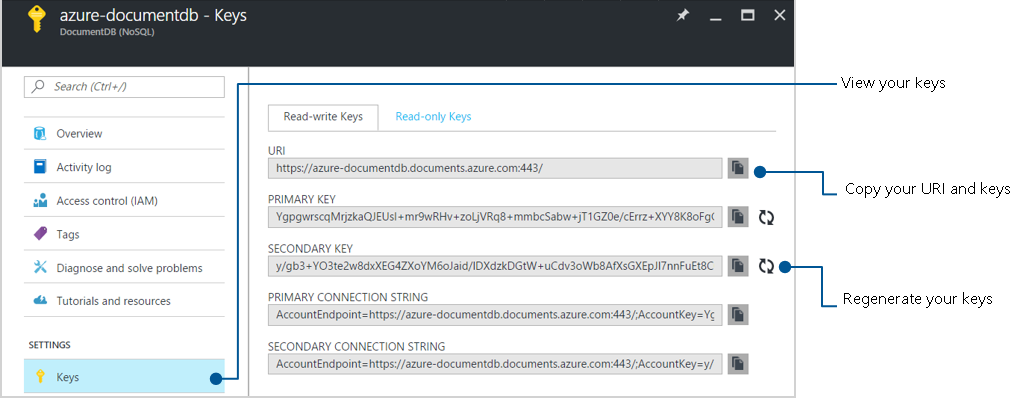 azure-documentdb - Keys
DocumentDB (NoSQL)
Search (Ctrl+/)
Overview
Activity log
Access control (IAM)
Tags
Diagnose and solve problems
Tutorials and resources
SETTINGS
Keys
Read-write Keys
Read-only Keys
URI
https://azure-documentdb.documents.azure.com:443/
PRIMARY KEY
YgpgwrscqMrjzkaQJEUsI+mr9wRHv+zoLjVRq8+mmbcSabw+jT1GZ0e/cErrz+XYY8K8oFgC
SECONDARY KEY
y/gb3+YO3te2w8dxXEG4ZXoYM6oJaid/IDXdzkDGtW+uCdv3oWb8AfXsGXEpJI7nnFuEt8C
PRIMARY CONNECTION STRING
AccountEndpoint=https://azure-documentdb.documents.azure.com:443/;AccountKey=Yg
SECONDARY CONNECTION STRING
AccountEndpoint=https://azure-documentdb.documents.azure.com:443/;AccountKey=y/
View your keys
Copy your URI and keys
Regenerate your keys